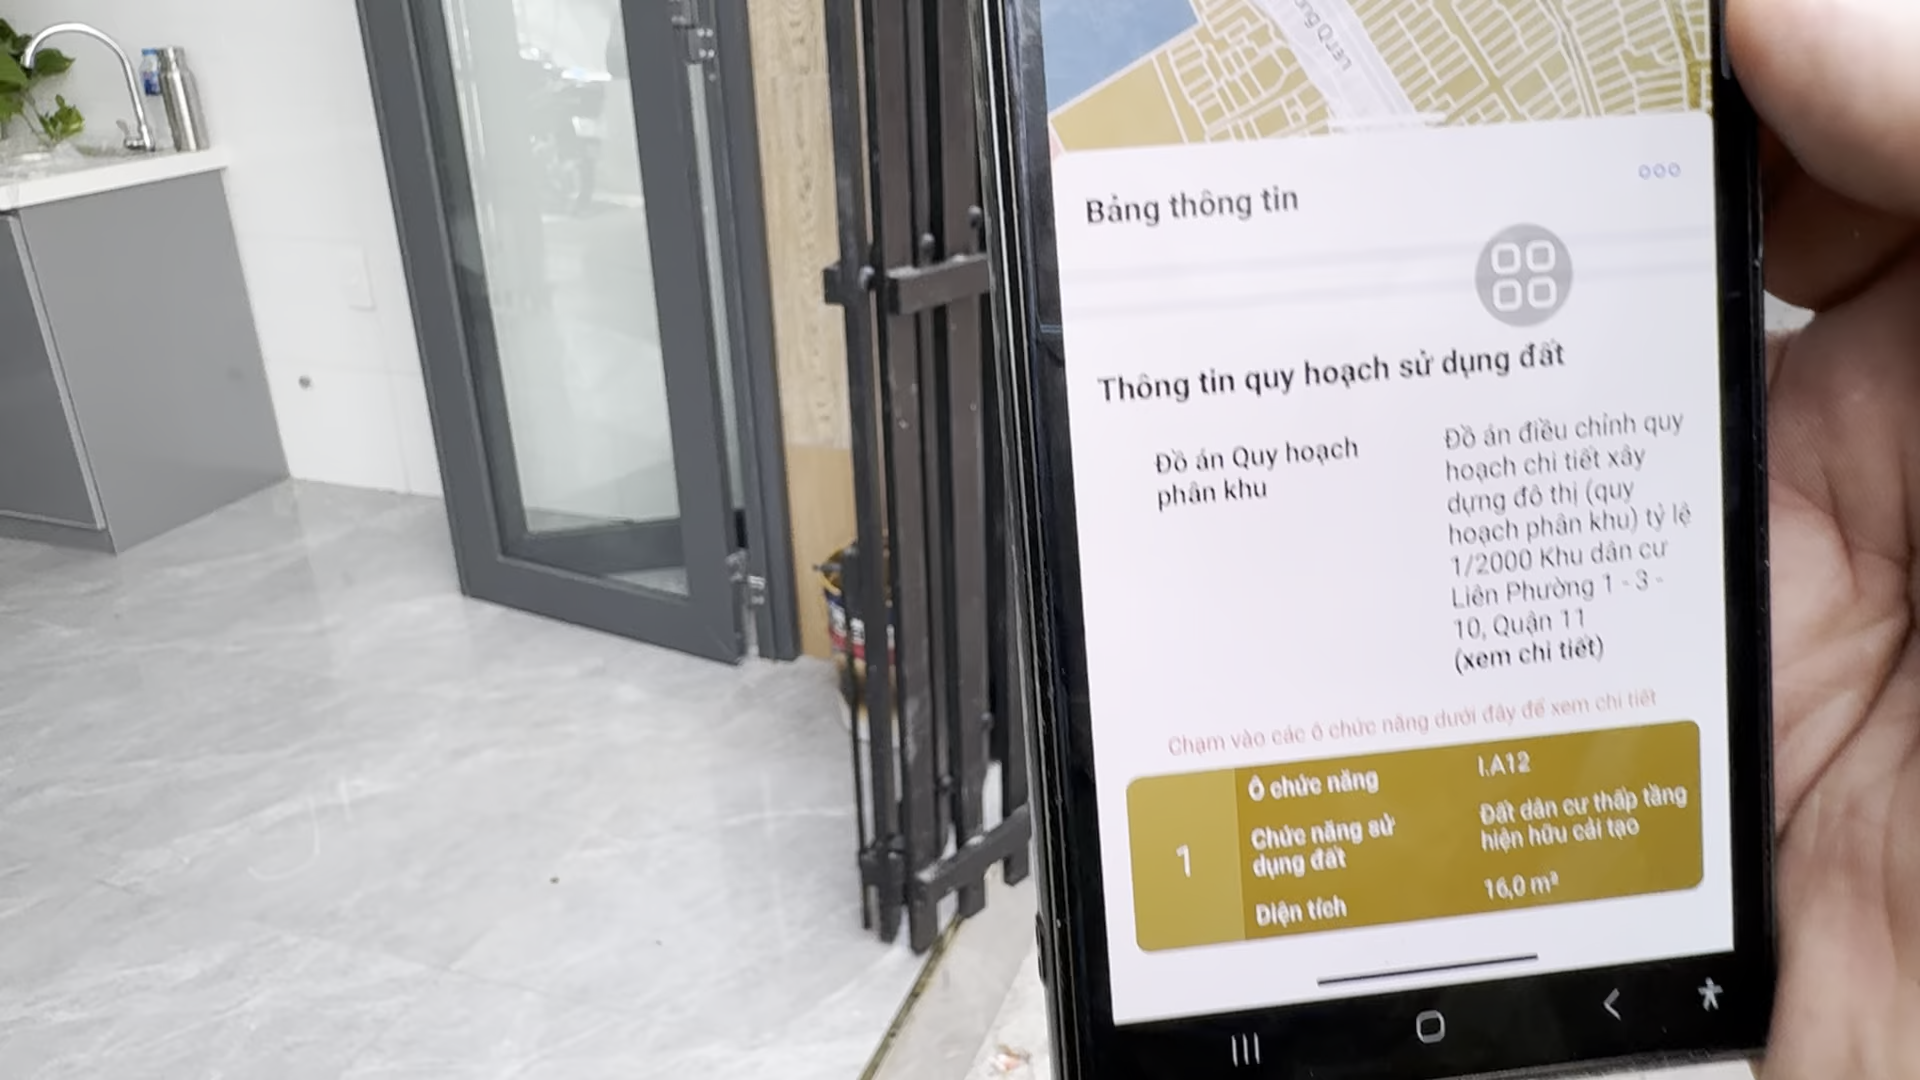 Bảng thông tin
Thông tin quy hoạch sử dụng đất
Đồ án Quy hoạch
phân khu
Đồ án điều chỉnh quy
hoạch chi tiết xây
dựng đô thị (quy
hoạch phân khu) tỷ lệ
1/2000 Khu dân cư
Liên Phường 1 - 3 -
10, Quận 11
(xem chi tiết)
Chạm vào các ô chức năng dưới đây để xem chi tiết
1
Ô chức năng
I.A12
Chức năng sử
dụng đất
Đất dân cư thấp tầng
hiện hữu cải tạo
Diện tích
16,0 m²